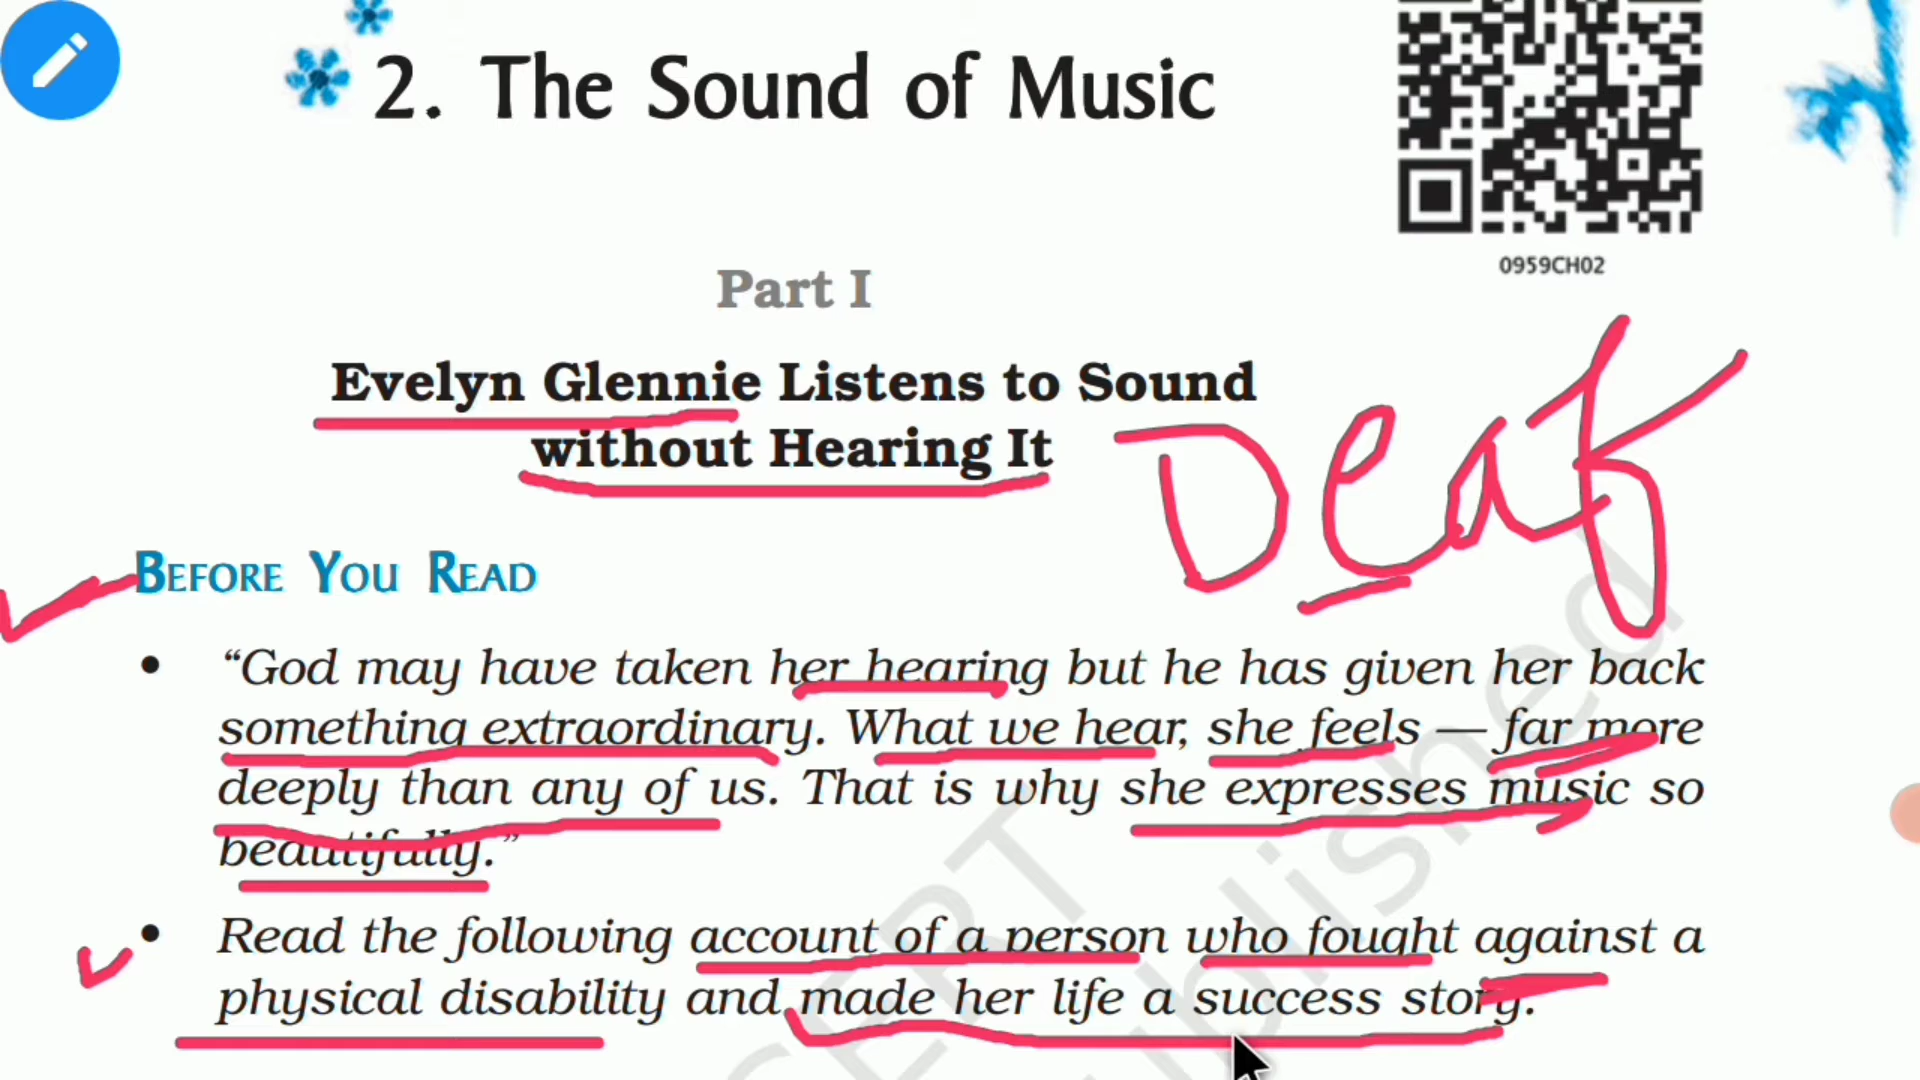 2. The Sound of Music
0959CH02
Part I
Evelyn Glennie Listens to Sound
without Hearing It
Deaf
BEFORE YOU READ
• “God may have taken her hearing but he has given her back
something extraordinary. What we hear, she feels — far more
deeply than any of us. That is why she expresses music so
beautifully.”
• Read the following account of a person who fought against a
physical disability and made her life a success story.